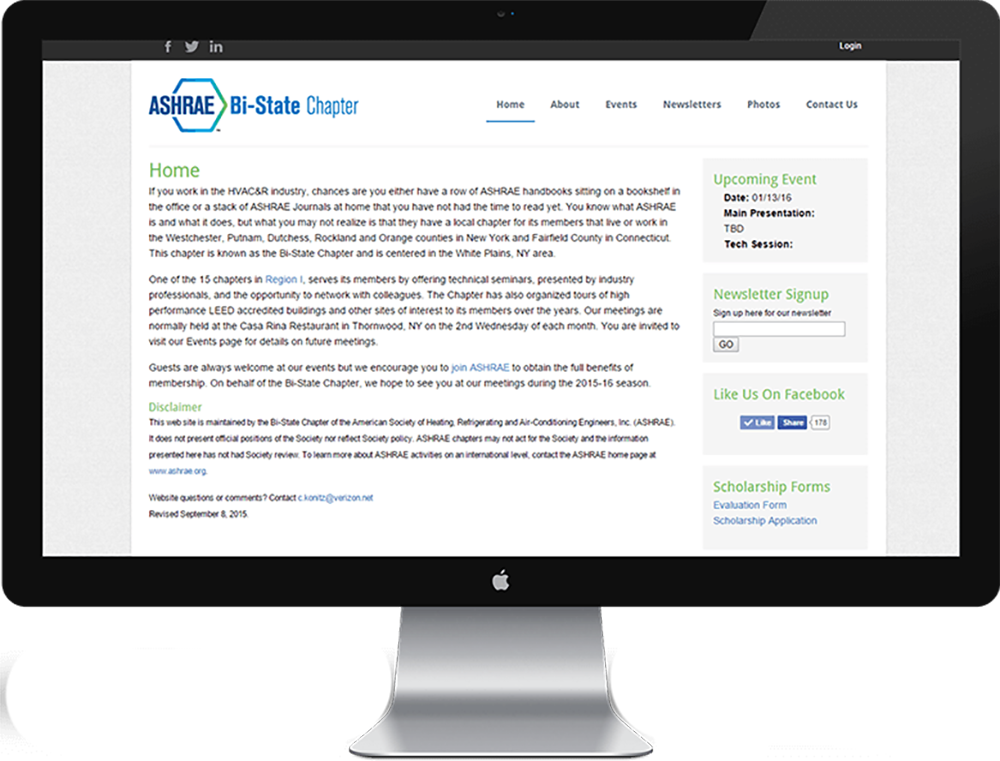 f in
Login
ASHRAE Bi-State Chapter
Home About Events Newsletters Photos Contact Us
Home
If you work in the HVAC&R industry, chances are you either have a row of ASHRAE handbooks sitting on a bookshelf in
the office or a stack of ASHRAE Journals at home that you have not had the time to read yet. You know what ASHRAE
is and what it does, but what you may not realize is that they have a local chapter for its members that live or work in
the Westchester, Putnam, Dutchess, Rockland and Orange counties in New York and Fairfield County in Connecticut.
This chapter is known as the Bi-State Chapter and is centered in the White Plains, NY area.
One of the 15 chapters in Region I, serves its members by offering technical seminars, presented by industry
professionals, and the opportunity to network with colleagues. The Chapter has also organized tours of high
performance LEED accredited buildings and other sites of interest to its members over the years. Our meetings are
normally held at the Casa Rina Restaurant in Thornwood, NY on the 2nd Wednesday of each month. You are invited to
visit our Events page for details on future meetings.
Guests are always welcome at our events but we encourage you to join ASHRAE to obtain the full benefits of
membership. On behalf of the Bi-State Chapter, we hope to see you at our meetings during the 2015-16 season.
Disclaimer
This web site is maintained by the Bi-State Chapter of the American Society of Heating, Refrigerating and Air-Conditioning Engineers, Inc. (ASHRAE).
It does not present official positions of the Society nor reflect Society policy. ASHRAE chapters may not act for the Society and the information
presented here has not had Society review. To learn more about ASHRAE activities on an international level, contact the ASHRAE home page at
www.ashrae.org.
Website questions or comments? Contact c.konitz@verizon.net
Revised September 8, 2015.
Upcoming Event
Date: 01/13/16
Main Presentation:
TBD
Tech Session:
Newsletter Signup
Sign up here for our newsletter
GO
Like Us On Facebook
Like Share 178
Scholarship Forms
Evaluation Form
Scholarship Application